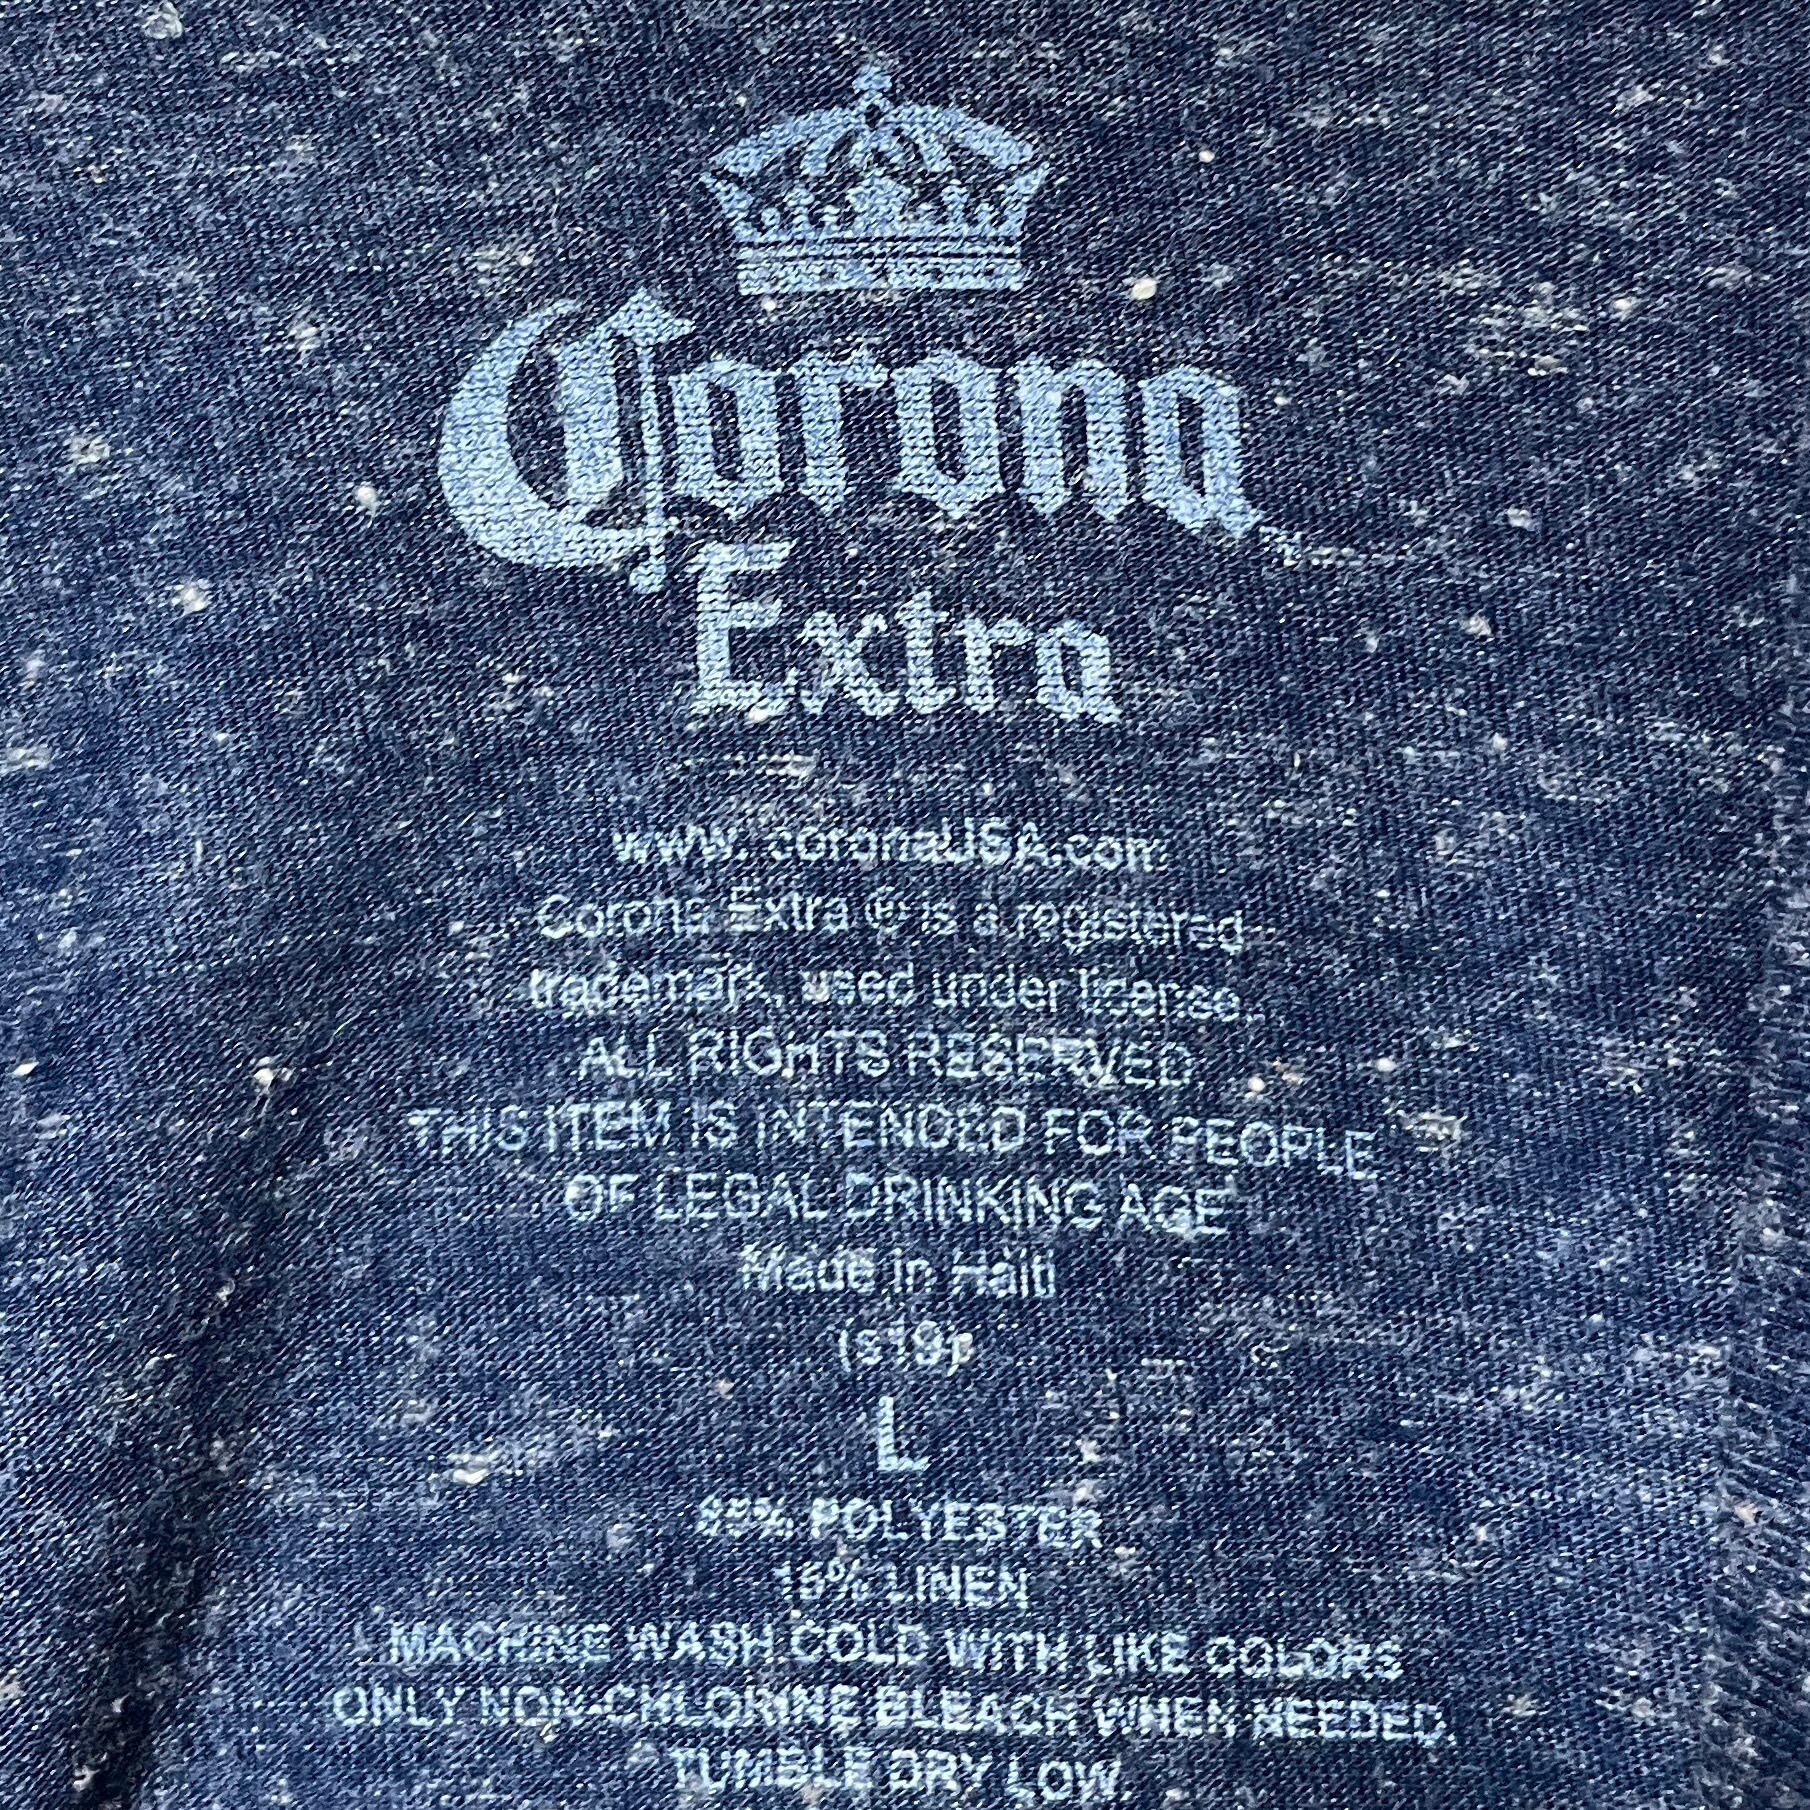 Corona
Extra
www.coronaUSA.com
Corona Extra ® is a registered
trademark, used under license.
ALL RIGHTS RESERVED.
THIS ITEM IS INTENDED FOR PEOPLE
OF LEGAL DRINKING AGE
Made in Haiti
(s19)
L
85% POLYESTER
15% LINEN
MACHINE WASH COLD WITH LIKE COLORS
ONLY NON-CHLORINE BLEACH WHEN NEEDED.
TUMBLE DRY LOW.